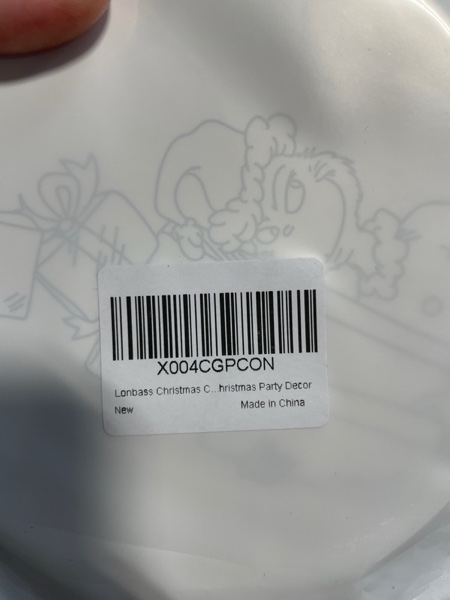 X004CGPCON
Lonbass Christmas C...hristmas Party Decor
New
Made in China